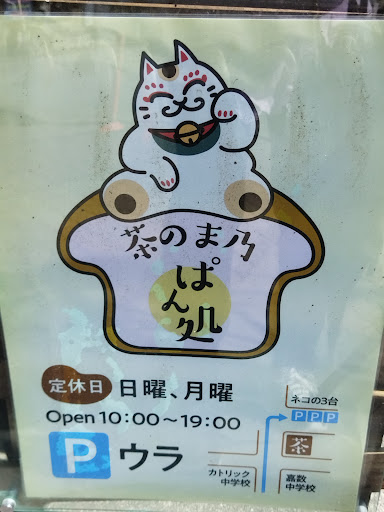 茶のま乃
ぱん処
定休日 日曜、月曜
Open 10:00～19:00
P ウラ
ネコの3台
P P P
茶
カトリック
中学校
嘉数
中学校